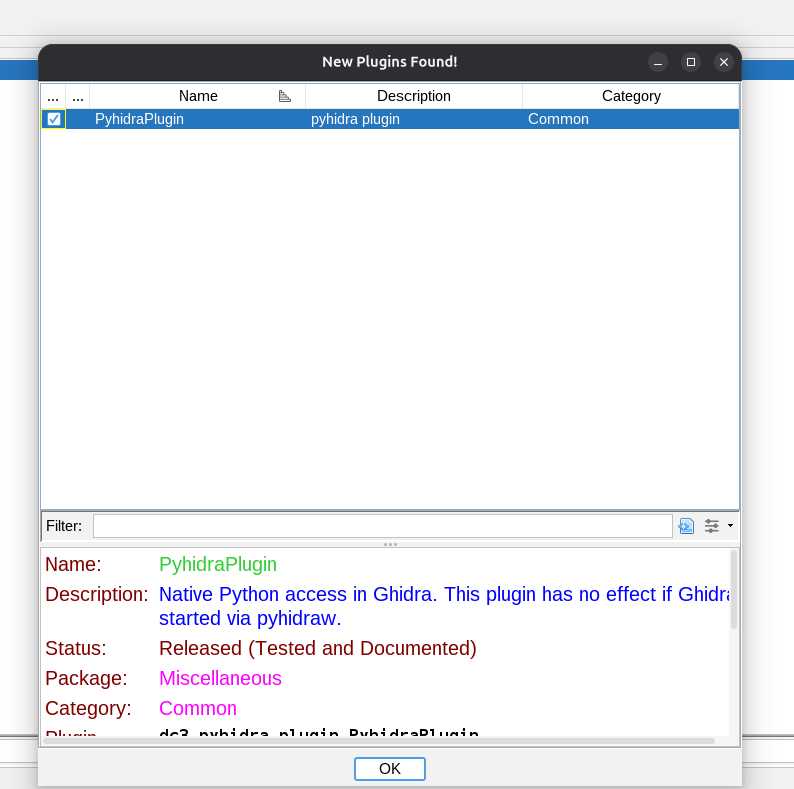 New Plugins Found!
... ... Name Description Category
PyhidraPlugin pyhidra plugin Common
Filter:
Name: PyhidraPlugin
Description: Native Python access in Ghidra. This plugin has no effect if Ghidra
started via pyhidraw.
Status: Released (Tested and Documented)
Package: Miscellaneous
Category: Common
Plugin dc3.pyhidra.plugin.PyhidraPlugin
OK